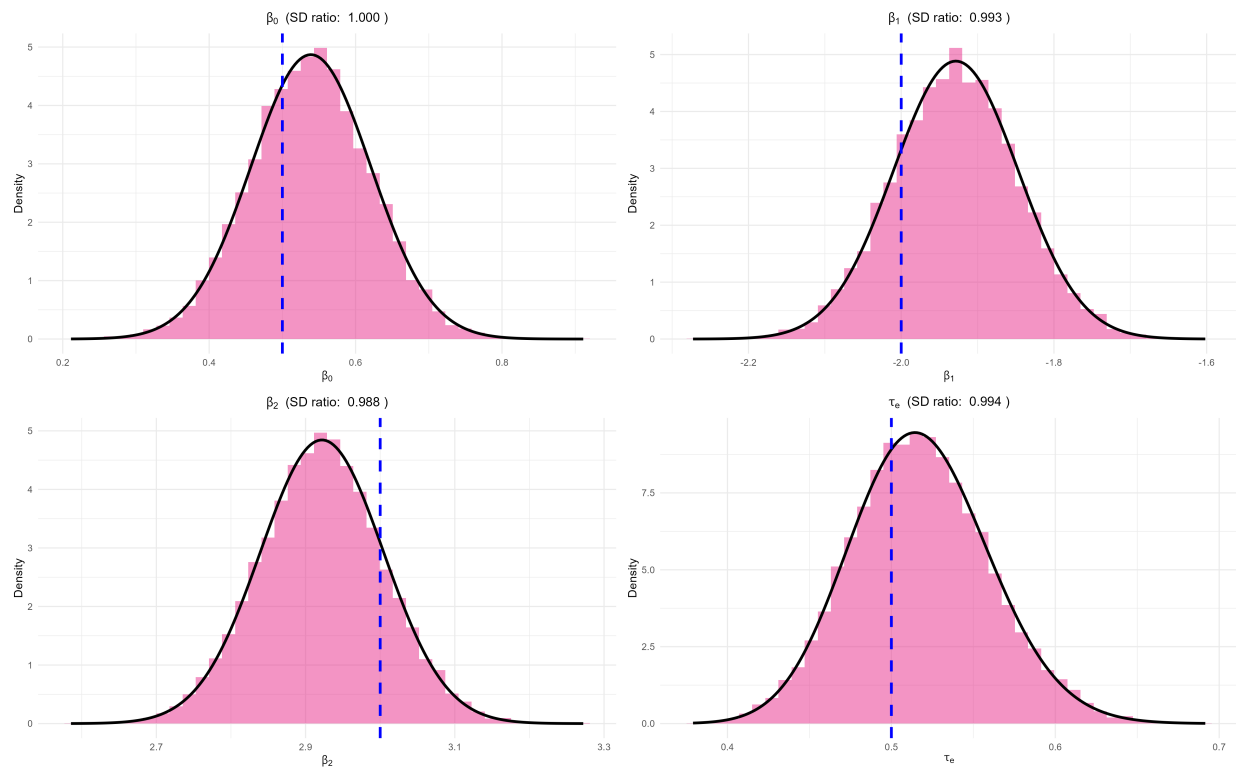 β0 (SD ratio: 1.000 )
5
4
3
2
1
0
Density
0.2 0.4 0.6 0.8
β0
β1 (SD ratio: 0.993 )
5
4
3
2
1
0
Density
-2.2 -2.0 -1.8 -1.6
β1
β2 (SD ratio: 0.988 )
5
4
3
2
1
0
Density
2.7 2.9 3.1 3.3
β2
τe (SD ratio: 0.994 )
7.5
5.0
2.5
0.0
Density
0.4 0.5 0.6 0.7
τe